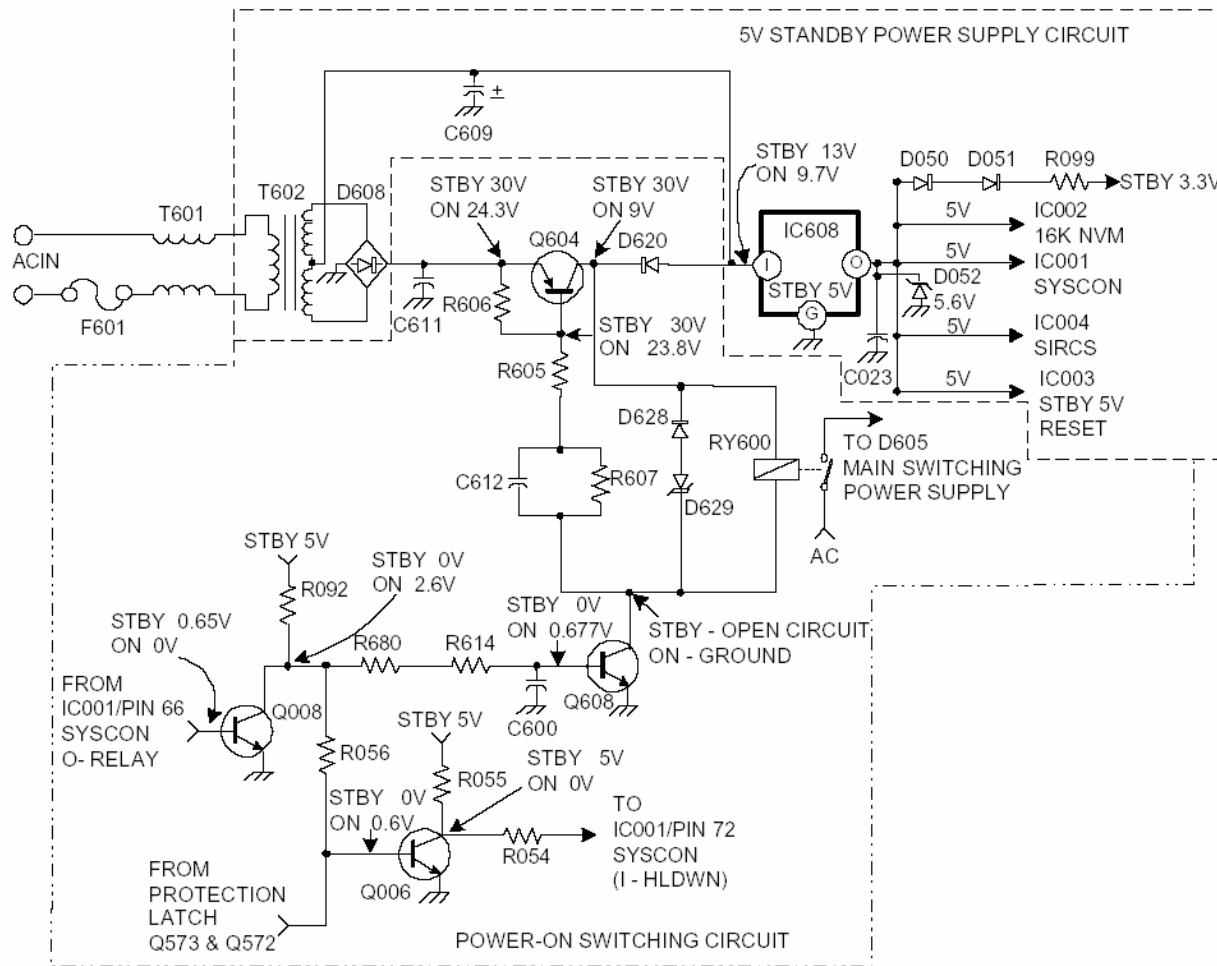 5V STANDBY POWER SUPPLY CIRCUIT
±
C609
STBY 13V
ON 9.7V
D050
D051
R099
STBY 3.3V
T601
T602
D608
STBY 30V
ON 24.3V
STBY 30V
ON 9V
Q604
D620
IC608
I
O
STBY 5V
G
5V
IC002
16K NVM
5V
IC001
SYSCON
D052
5.6V
ACIN
F601
C611
R606
STBY 30V
ON 23.8V
R605
C023
5V
IC004
SIRCS
5V
IC003
STBY 5V
RESET
D628
RY600
TO D605
MAIN SWITCHING
POWER SUPPLY
C612
R607
D629
AC
STBY 5V
R092
STBY 0V
ON 2.6V
STBY 0.65V
ON 0V
R680
R614
STBY 0V
ON 0.677V
STBY - OPEN CIRCUIT
ON - GROUND
FROM
IC001/PIN 66
SYSCON
O- RELAY
Q008
C600
Q608
STBY 5V
R056
R055
STBY 5V
ON 0V
STBY 0V
ON 0.6V
R054
TO
IC001/PIN 72
SYSCON
(I - HLDWN)
Q006
FROM
PROTECTION
LATCH
Q573 & Q572
POWER-ON SWITCHING CIRCUIT